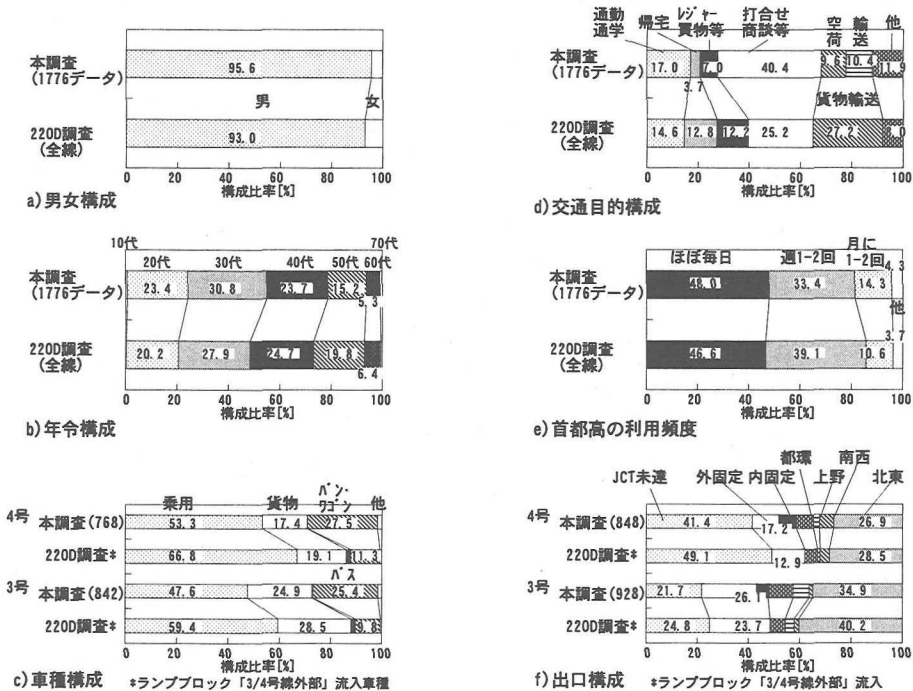 本調査
(1776データ)
95.6
男 女
220D調査
(全線)
93.0
0 20 40 60 80 100
構成比率[%]
a)男女構成
10代 70代
20代 30代 40代 50代 60代
本調査
(1776データ)
23.4 30.8 23.7 15.2
5.3
220D調査
(全線)
20.2 27.9 24.7 19.8
6.4
0 20 40 60 80 100
構成比率[%]
b)年令構成
乗用 貨物 バン・ワゴン 他
4号 本調査(768)
53.3 17.4 27.5
220D調査*
66.8 19.1 11.3
バス
3号 本調査(842)
47.6 24.9 25.4
220D調査*
59.4 28.5 9.8
0 20 40 60 80 100
構成比率[%]
c)車種構成 *ランプブロック「3/4号線外部」流入車種
通勤通学 帰宅 レジャー買物等 打合せ商談等 空荷 輸送 他
本調査
(1776データ)
17.0 7.0 40.4 9.6 10.4 11.9
3.7
貨物輸送
220D調査
(全線)
14.6 12.8 12.2 25.2 27.2 8.0
0 20 40 60 80 100
構成比率[%]
d)交通目的構成
ほぼ毎日 週1-2回 月に1-2回
4.3
本調査
(1776データ)
48.0 33.4 14.3
他
3.7
220D調査
(全線)
46.6 39.1 10.6
0 20 40 60 80 100
構成比率[%]
e)首都高の利用頻度
都環 南西
JCT未達 外固定 内固定 上野 北東
4号 本調査(848)
41.4 17.2 26.9
220D調査*
49.1 12.9 28.5
3号 本調査(928)
21.7 26.1 34.9
220D調査*
24.8 23.7 40.2
0 20 40 60 80 100
構成比率[%]
f)出口構成 *ランプブロック「3/4号線外部」流入